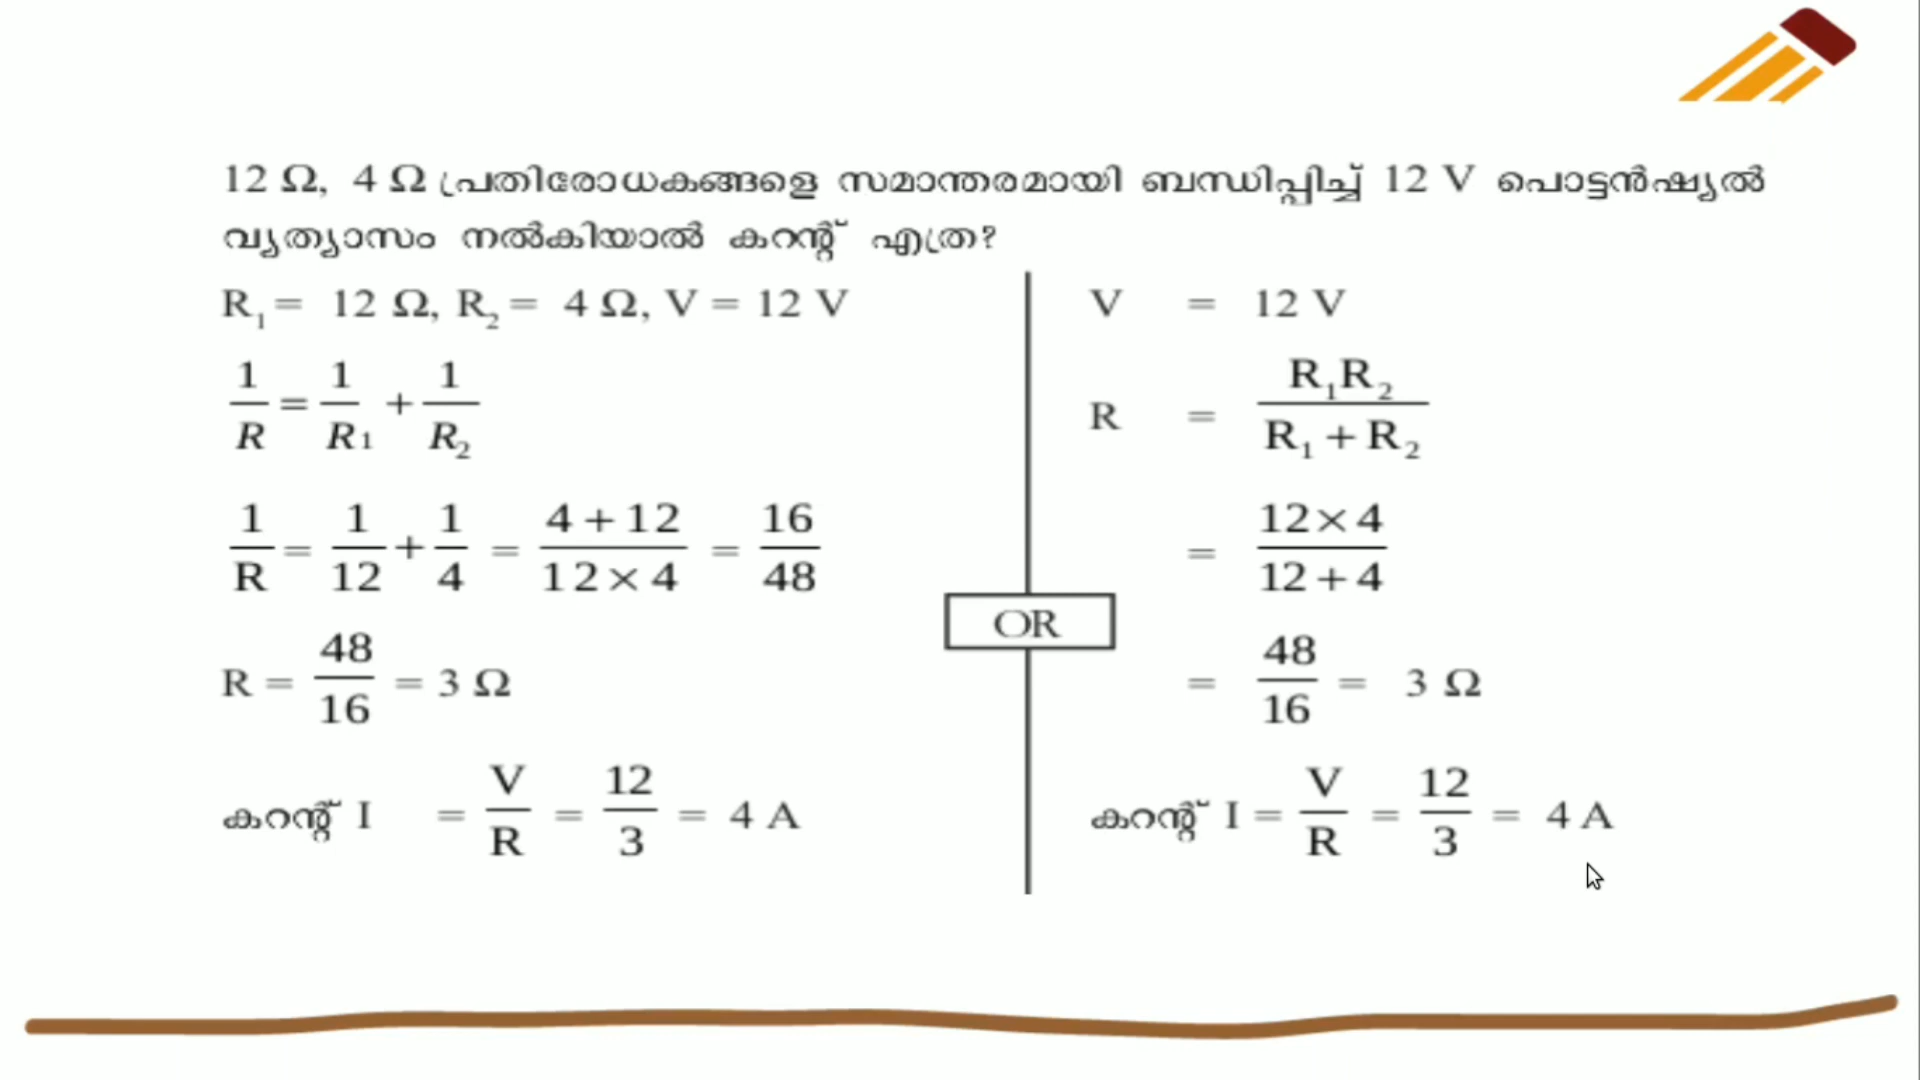 12 Ω, 4 Ω പ്രതിരോധകങ്ങളെ സമാന്തരമായി ബന്ധിപ്പിച്ച് 12 V പൊട്ടൻഷ്യൽ
വ്യത്യാസം നൽകിയാൽ കറന്റ് എത്ര?
R₁ = 12 Ω, R₂ = 4 Ω, V = 12 V
1/R = 1/R1 + 1/R₂
1/R = 1/12 + 1/4 = (4 + 12)/(12 × 4) = 16/48
R = 48/16 = 3 Ω
കറന്റ് I = V/R = 12/3 = 4 A
OR
V = 12 V
R = R₁R₂/(R₁ + R₂)
= (12 × 4)/(12 + 4)
= 48/16 = 3 Ω
കറന്റ് I = V/R = 12/3 = 4 A